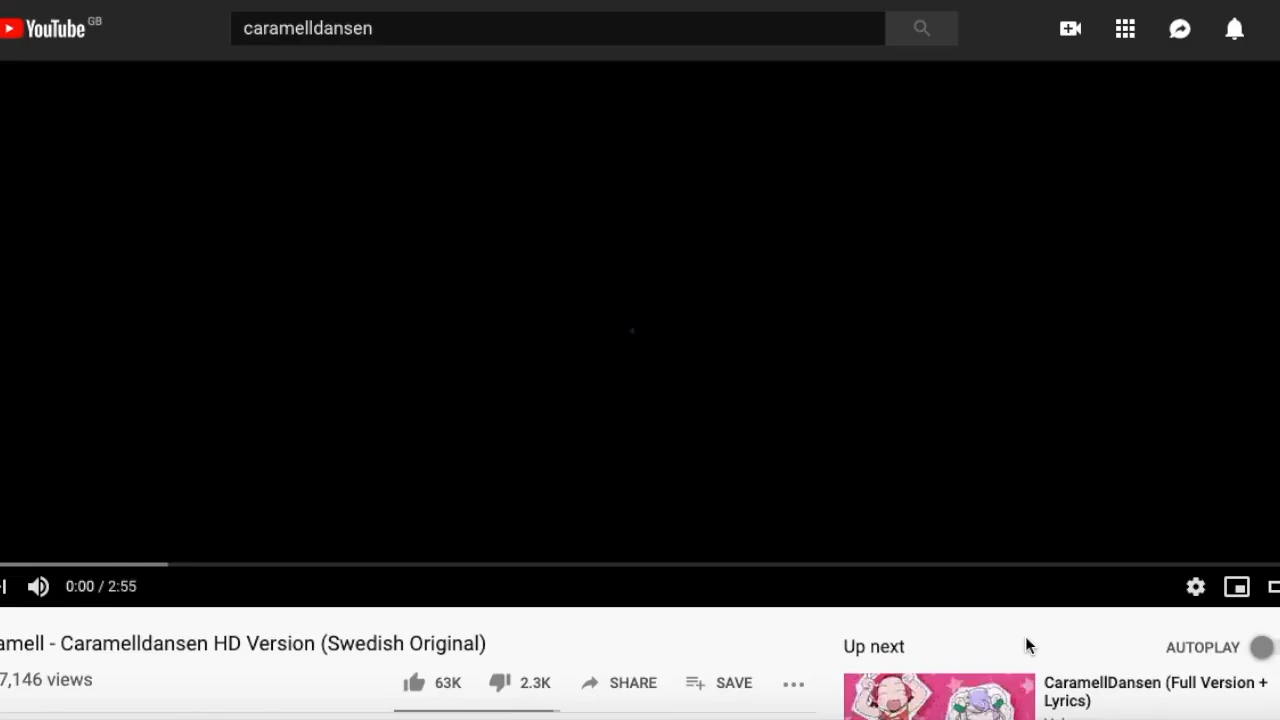 YouTube GB
caramelldansen
0:00 / 2:55
amell - Caramelldansen HD Version (Swedish Original)
7,146 views
63K
2.3K
SHARE
SAVE
Up next
AUTOPLAY
CaramellDansen (Full Version +
Lyrics)